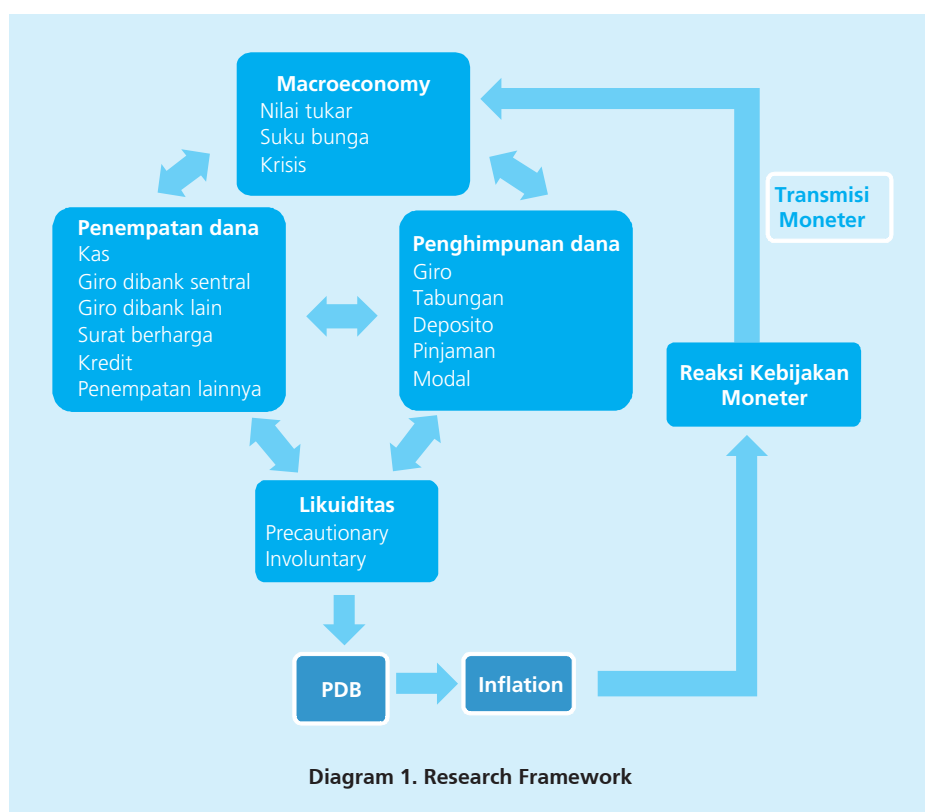 Macroeconomy
Nilai tukar
Suku bunga
Krisis
Transmisi
Moneter
Penempatan dana
Kas
Giro dibank sentral
Giro dibank lain
Surat berharga
Kredit
Penempatan lainnya
Penghimpunan dana
Giro
Tabungan
Deposito
Pinjaman
Modal
Reaksi Kebijakan
Moneter
Likuiditas
Precautionary
Involuntary
PDB
Inflation
Diagram 1. Research Framework